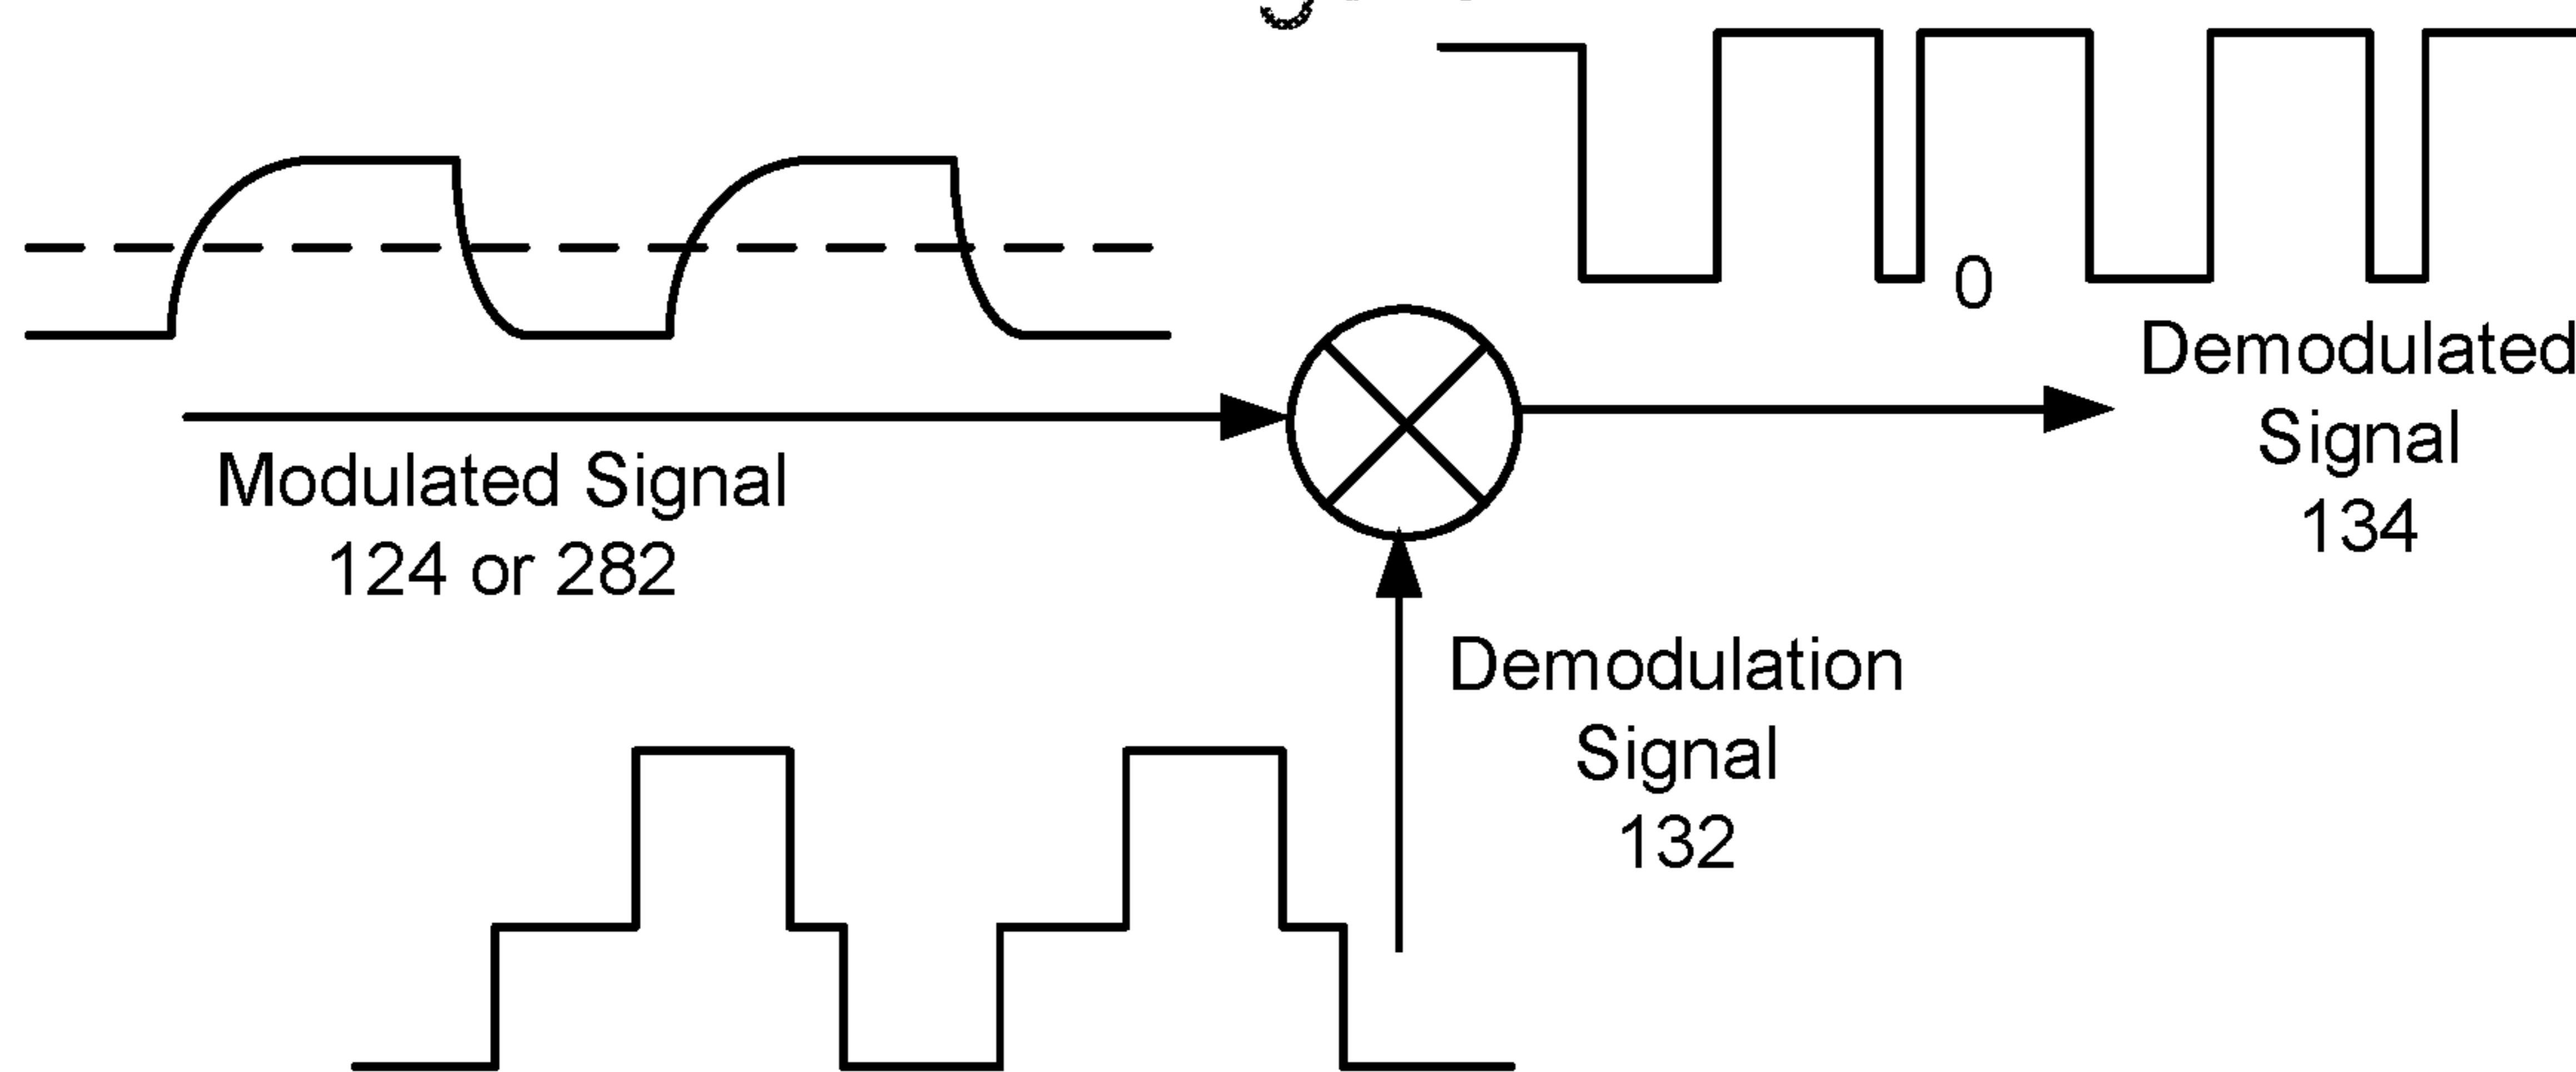 0
Demodulated
Signal
134
Modulated Signal
124 or 282
Demodulation
Signal
132